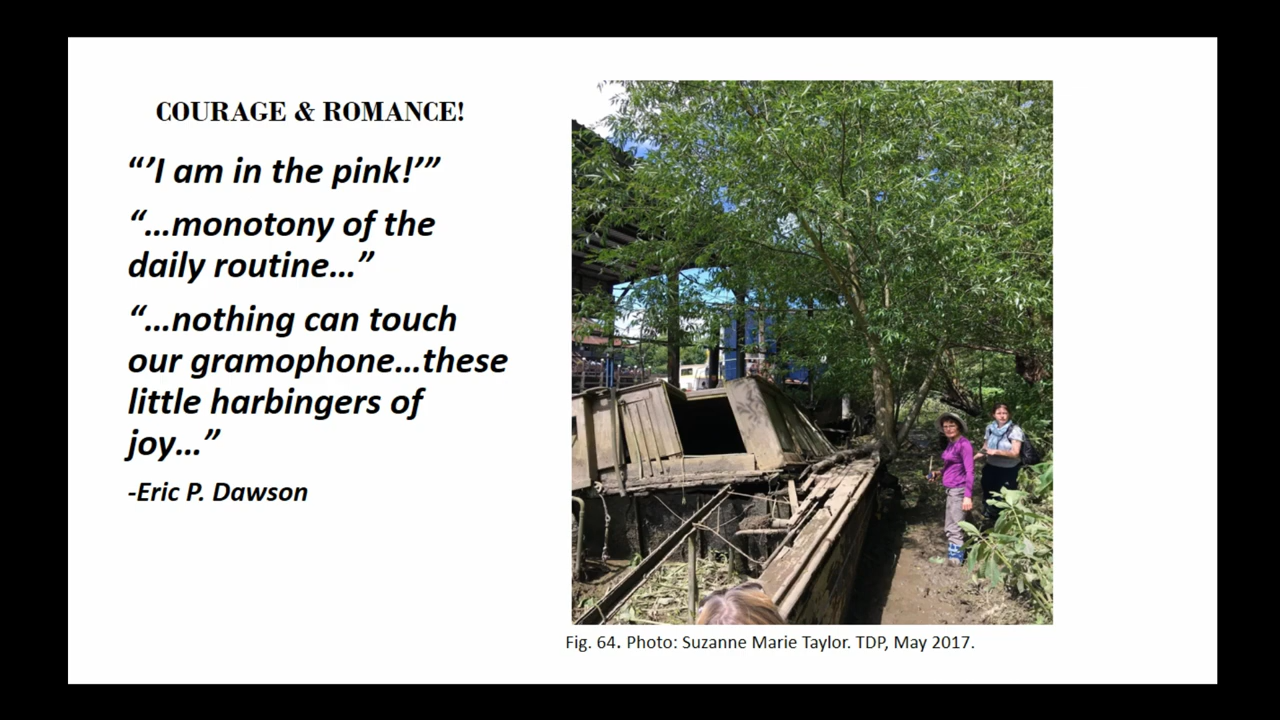 COURAGE & ROMANCE!
“’I am in the pink!’”
“…monotony of the
daily routine…”
“…nothing can touch
our gramophone…these
little harbingers of
joy…”
-Eric P. Dawson
Fig. 64. Photo: Suzanne Marie Taylor. TDP, May 2017.